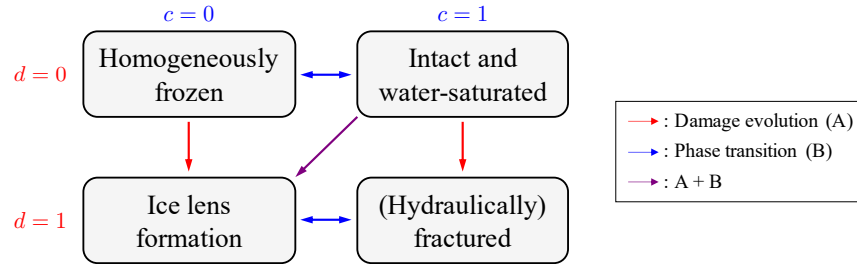 c = 0
c = 1
d = 0
Homogeneously
frozen
Intact and
water-saturated
d = 1
Ice lens
formation
(Hydraulically)
fractured
: Damage evolution (A)
: Phase transition (B)
: A + B